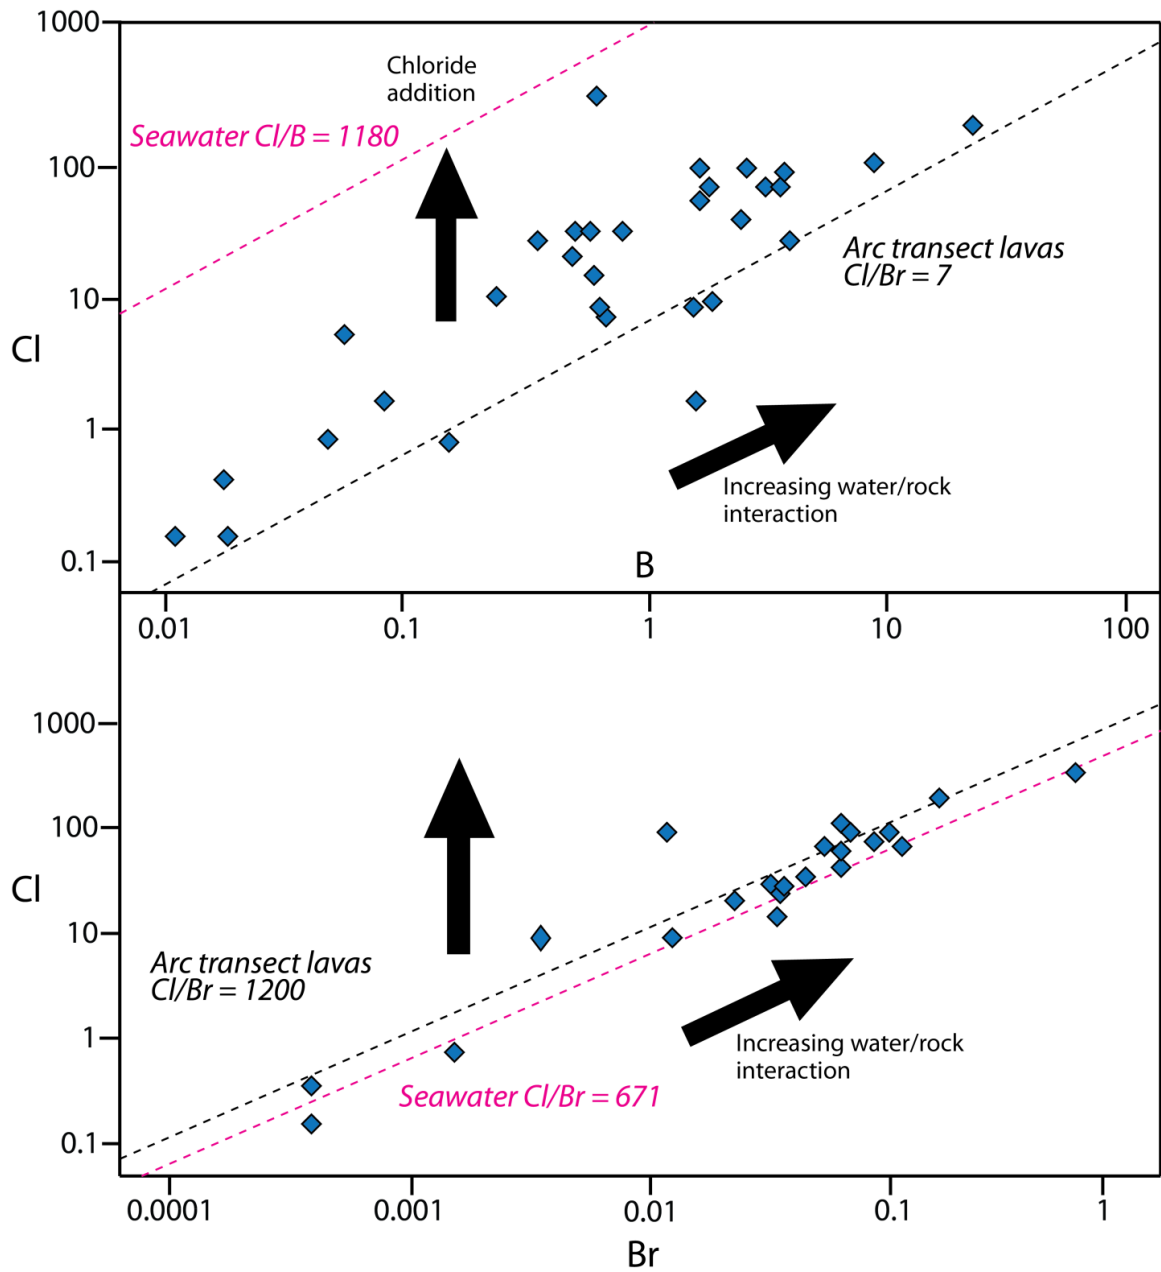 1000
100
10
1
0.1
Cl
Chloride
addition
Seawater Cl/B = 1180
Arc transect lavas
Cl/Br = 7
Increasing water/rock
interaction
B
0.01
0.1
1
10
100
1000
100
10
1
0.1
Cl
Arc transect lavas
Cl/Br = 1200
Seawater Cl/Br = 671
Increasing water/rock
interaction
0.0001
0.001
0.01
0.1
1
Br